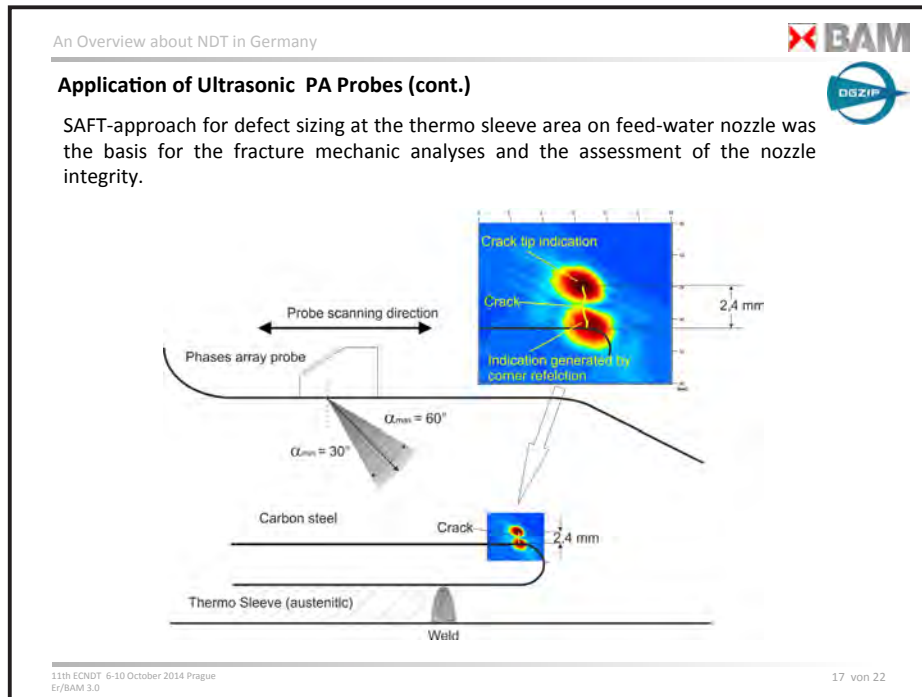 An Overview about NDT in Germany
BAM
DGZfP
Application of Ultrasonic PA Probes (cont.)
SAFT-approach for defect sizing at the thermo sleeve area on feed-water nozzle was
the basis for the fracture mechanic analyses and the assessment of the nozzle
integrity.
Crack tip indication
Crack
2,4 mm
Indication generated by
corner refelction
Probe scanning direction
Phases array probe
αmax = 60°
αmin = 30°
Carbon steel
Crack
2,4 mm
Thermo Sleeve (austenitic)
Weld
11th ECNDT 6-10 October 2014 Prague
Er/BAM 3.0
17 von 22